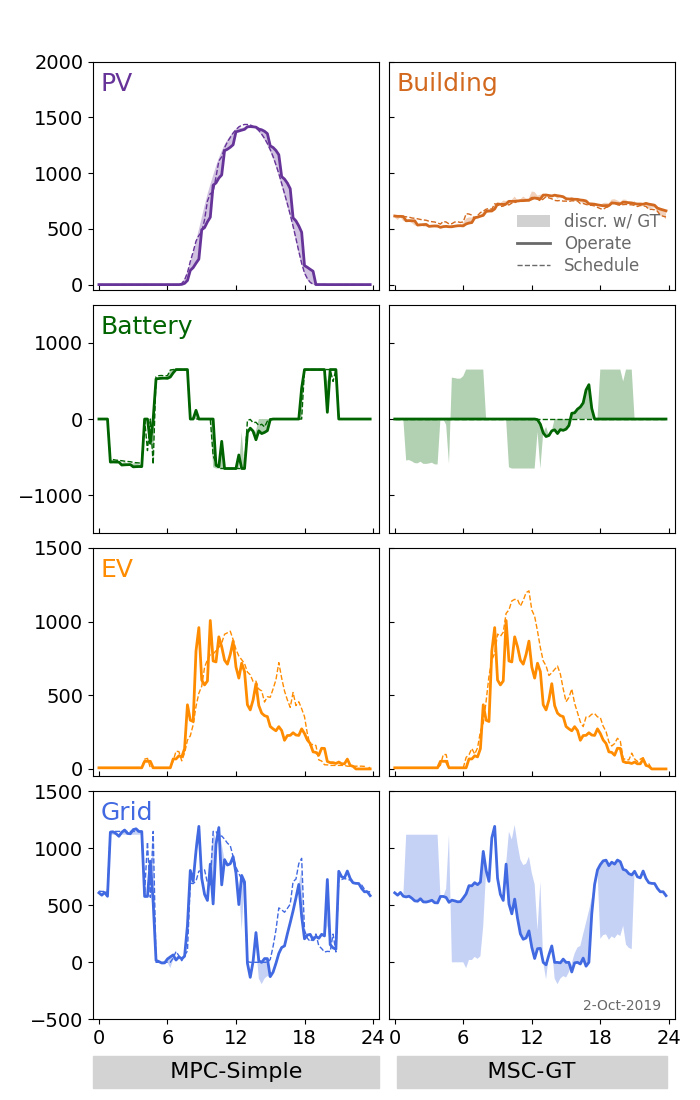 2000
1500
1000
500
0
PV
Building
discr. w/ GT
Operate
Schedule
1000
0
−1000
Battery
1500
1000
500
0
EV
1500
1000
500
0
−500
Grid
2-Oct-2019
0 6 12 18 24
0 6 12 18 24
MPC-Simple
MSC-GT